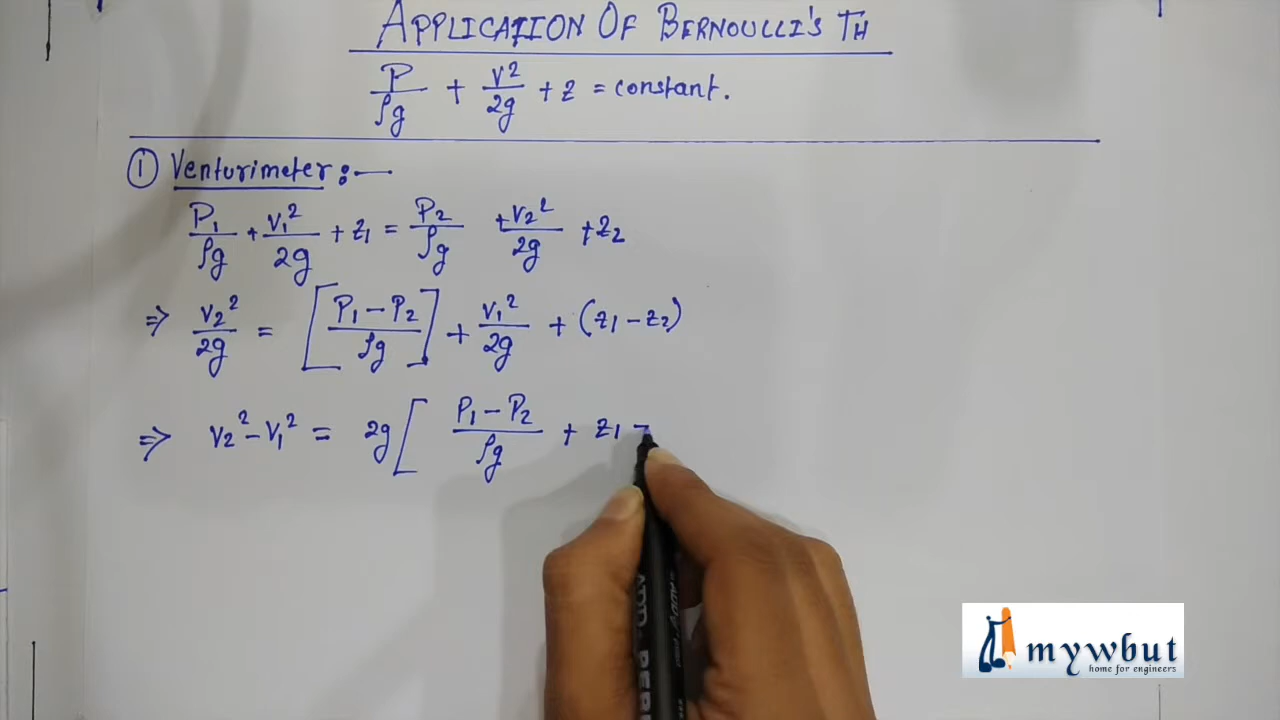 APPLICATION OF BERNOULLI'S TH
P/ρg + V²/2g + z = constant.
① Venturimeter :—
P₁/ρg + V₁²/2g + z₁ = P₂/ρg + V₂²/2g + z₂
⇒ V₂²/2g = [P₁ – P₂/ρg] + V₁²/2g + (z₁ – z₂)
⇒ V₂² – V₁² = 2g [ P₁ – P₂/ρg + z₁ –
mywbut
home for engineers